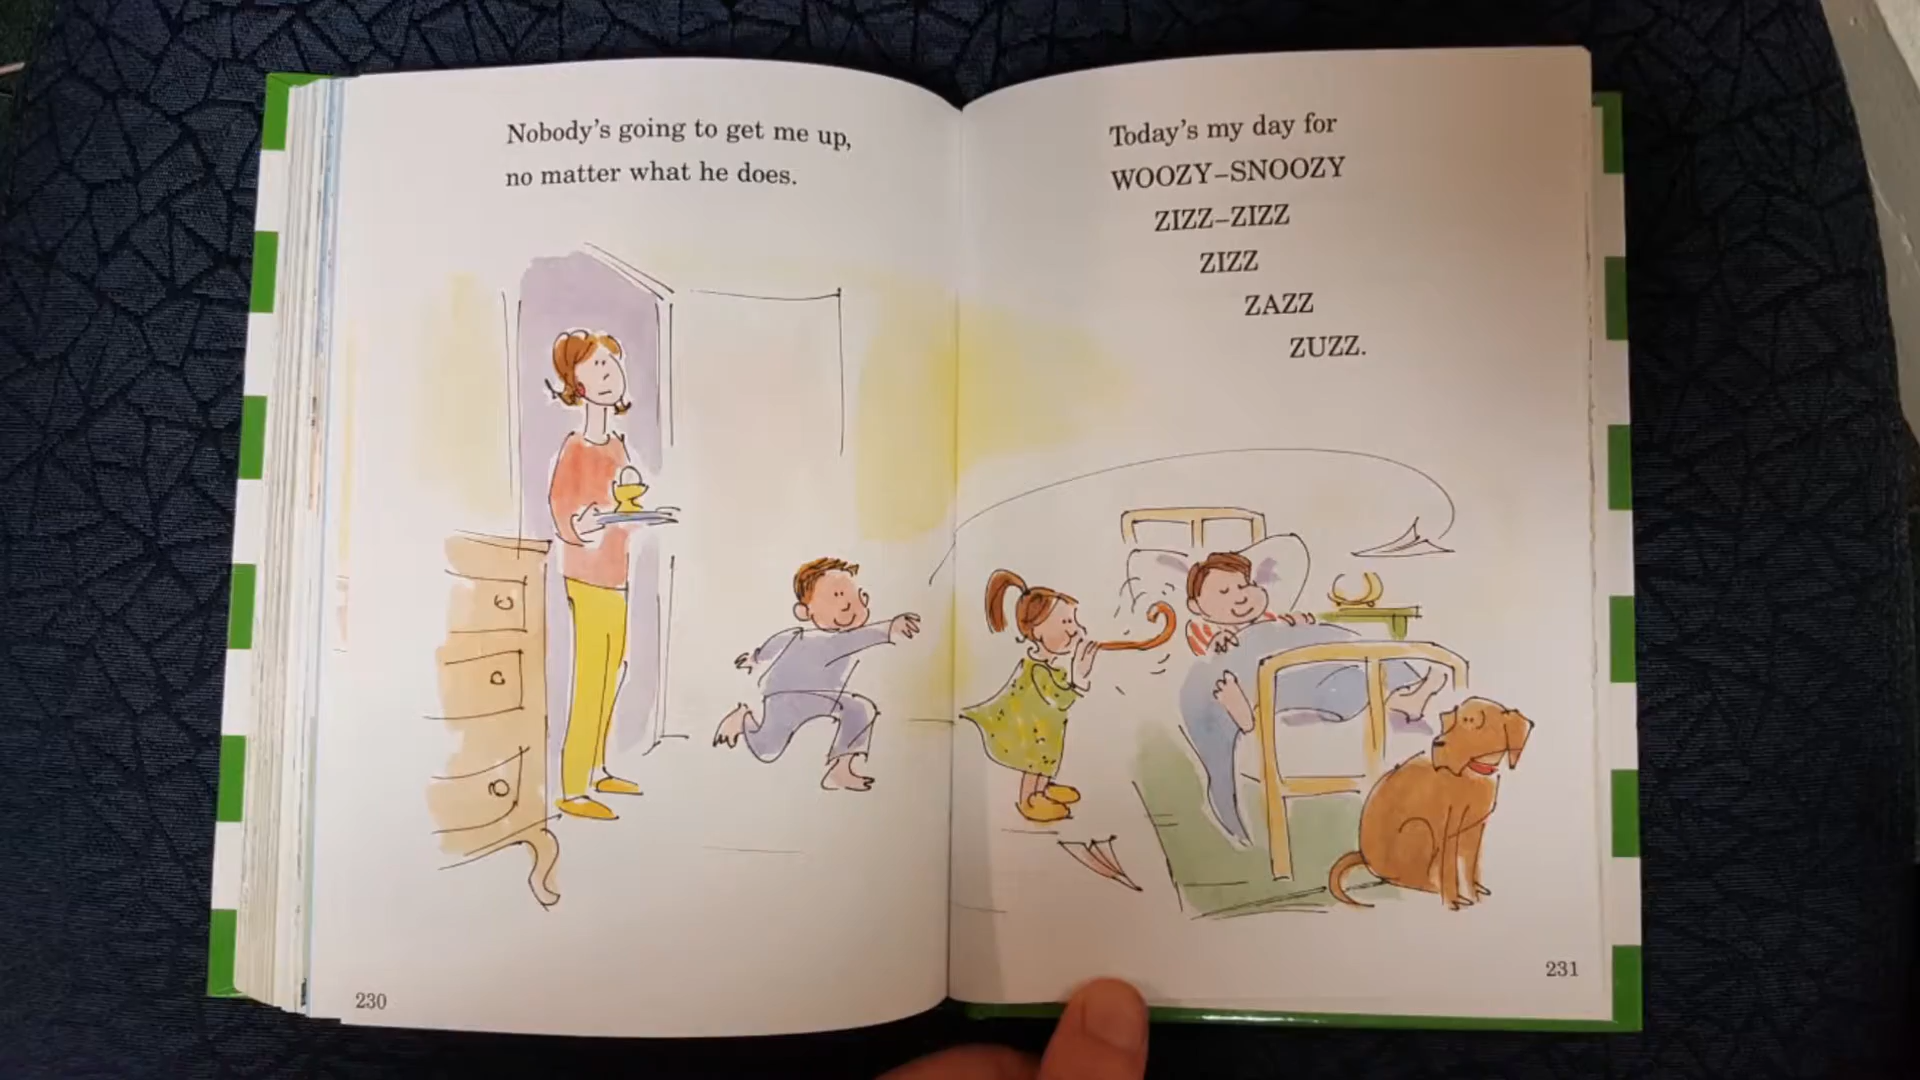 Nobody's going to get me up,
no matter what he does.
230
Today's my day for
WOOZY–SNOOZY
ZIZZ–ZIZZ
ZIZZ
ZAZZ
ZUZZ.
231